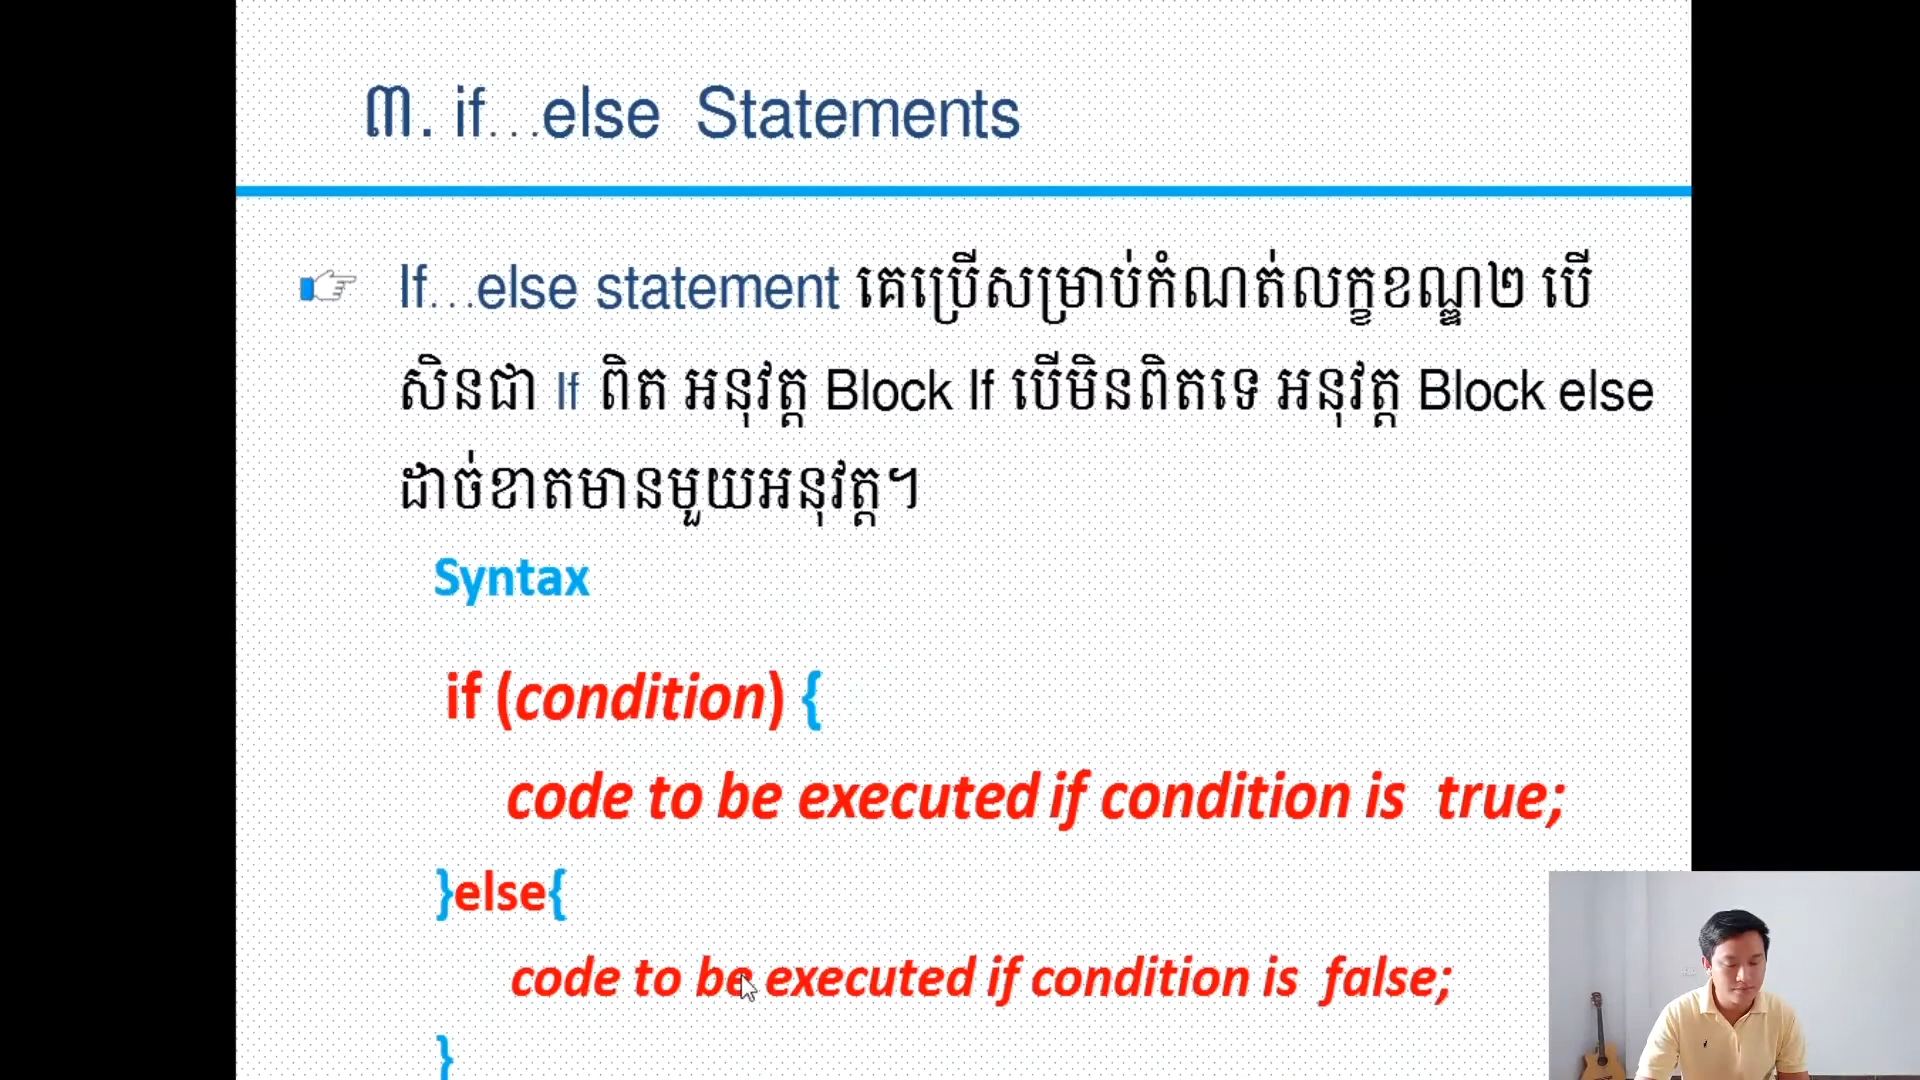 ៣. if…else Statements
If…else statement គេប្រើសម្រាប់កំណត់លក្ខខណ្ឌ២ បើ
សិនជា If ពិត អនុវត្ត Block If បើមិនពិតទេ អនុវត្ត Block else
ដាច់ខាតមានមួយអនុវត្ត។
Syntax
if (condition) {
code to be executed if condition is true;
}else{
code to be executed if condition is false;
}